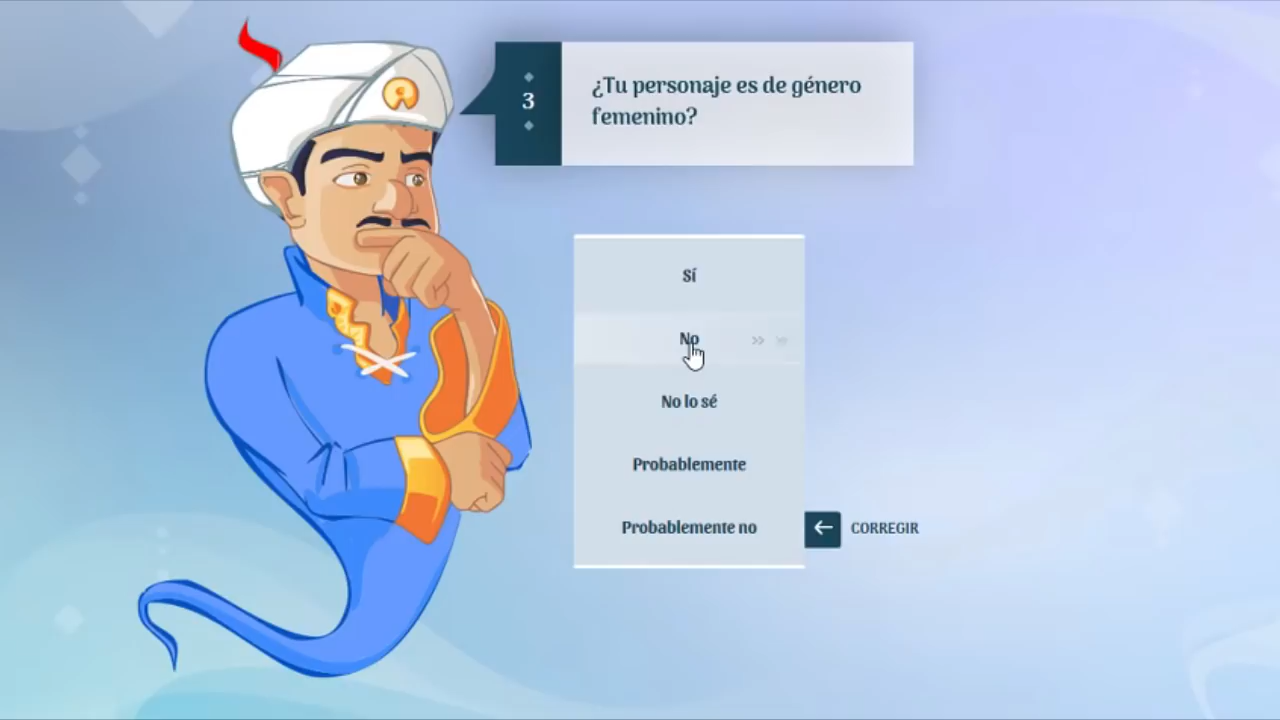 3
¿Tu personaje es de género
femenino?
Sí
No
No lo sé
Probablemente
Probablemente no
CORREGIR